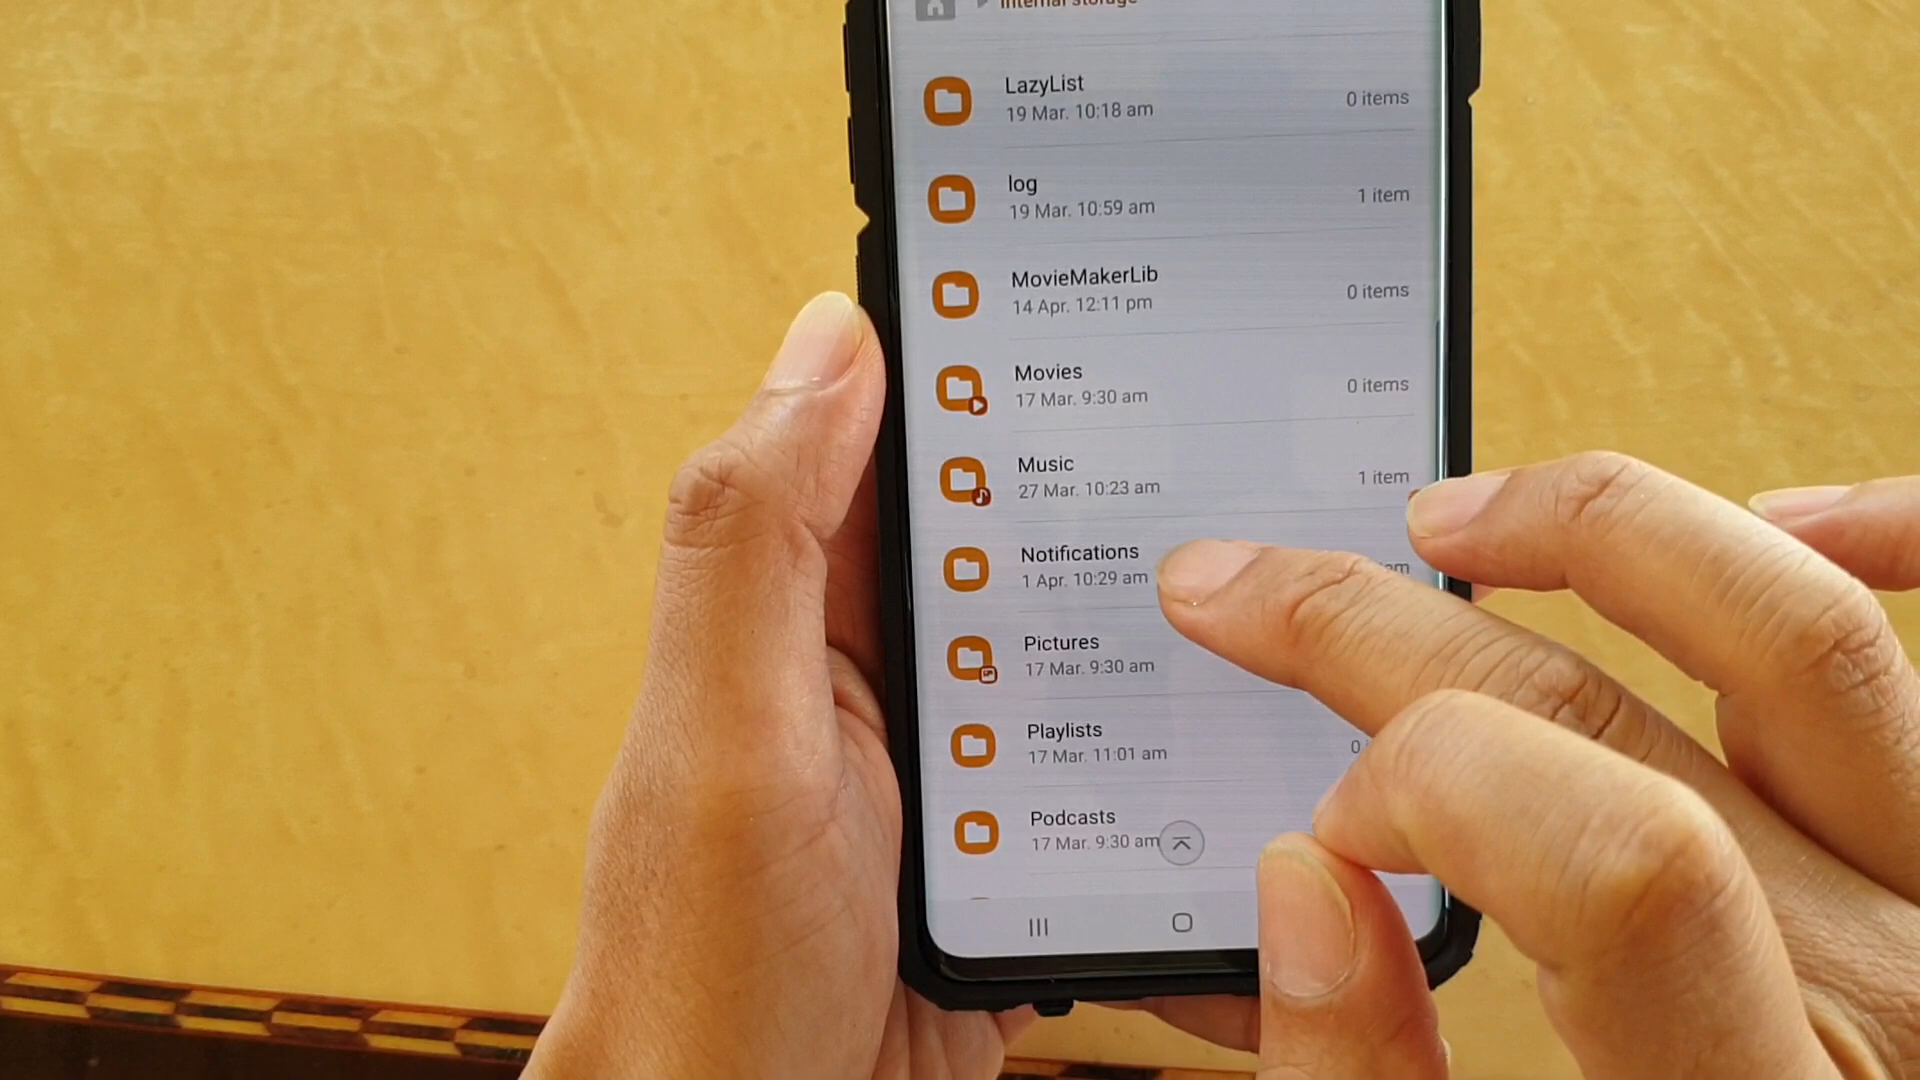 Internal storage
LazyList
19 Mar. 10:18 am
0 items
log
19 Mar. 10:59 am
1 item
MovieMakerLib
14 Apr. 12:11 pm
0 items
Movies
17 Mar. 9:30 am
0 items
Music
27 Mar. 10:23 am
1 item
Notifications
1 Apr. 10:29 am
Pictures
17 Mar. 9:30 am
Playlists
17 Mar. 11:01 am
0
Podcasts
17 Mar. 9:30 am